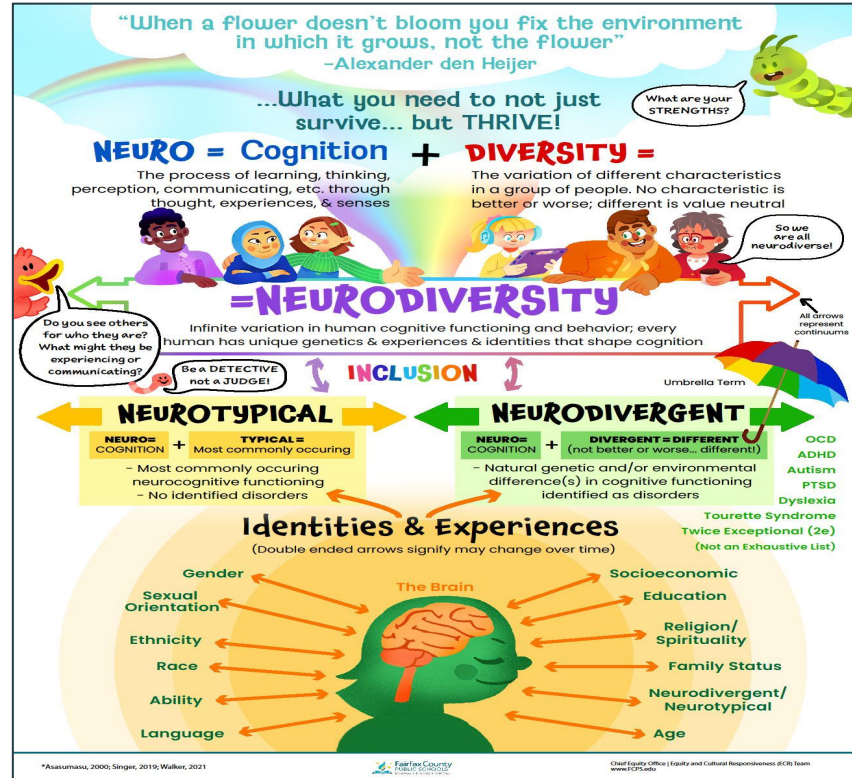 “When a flower doesn’t bloom you fix the environment
in which it grows, not the flower”
–Alexander den Heijer
...What you need to not just
survive... but THRIVE!
What are your
STRENGTHS?
NEURO = Cognition + DIVERSITY =
The process of learning, thinking,
perception, communicating, etc. through
thought, experiences, & senses
The variation of different characteristics
in a group of people. No characteristic is
better or worse; different is value neutral
So we
are all
neurodiverse!
=NEURODIVERSITY
Infinite variation in human cognitive functioning and behavior; every
human has unique genetics & experiences & identities that shape cognition
All arrows
represent
continuums
Do you see others
for who they are?
What might they be
experiencing or
communicating?
Be a DETECTIVE
not a JUDGE!
INCLUSION
Umbrella Term
NEUROTYPICAL
NEURO=
COGNITION
+
TYPICAL=
Most commonly occuring
- Most commonly occuring
neurocognitive functioning
- No identified disorders
NEURODIVERGENT
NEURO=
COGNITION
+
DIVERGENT=DIFFERENT
(not better or worse... different!)
- Natural genetic and/or environmental
difference(s) in cognitive functioning
identified as disorders
OCD
ADHD
Autism
PTSD
Dyslexia
Tourette Syndrome
Twice Exceptional (2e)
(Not an Exhaustive List)
Identities & Experiences
(Double ended arrows signify may change over time)
The Brain
Gender
Sexual
Orientation
Ethnicity
Race
Ability
Language
Socioeconomic
Education
Religion/
Spirituality
Family Status
Neurodivergent/
Neurotypical
Age
*Asasumasu, 2000; Singer, 2019; Walker, 2021
Fairfax County
PUBLIC SCHOOLS
Chief Equity Office | Equity and Cultural Responsiveness (ECR) Team
www.FCPS.edu